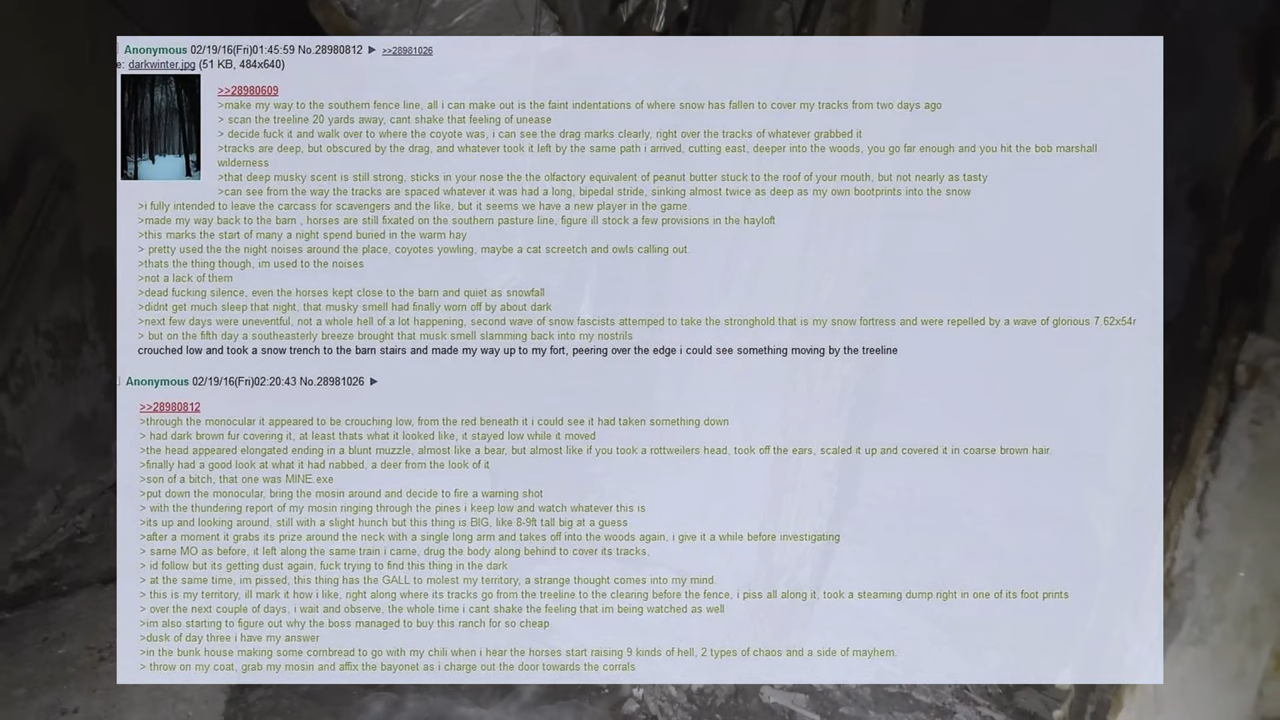 Anonymous 02/19/16(Fri)01:45:59 No.28980812 ▶ >>28981026
e: darkwinter.jpg (51 KB, 484x640)
>>28980609
>make my way to the southern fence line, all i can make out is the faint indentations of where snow has fallen to cover my tracks from two days ago
> scan the treeline 20 yards away, cant shake that feeling of unease
> decide fuck it and walk over to where the coyote was, i can see the drag marks clearly, right over the tracks of whatever grabbed it
>tracks are deep, but obscured by the drag, and whatever took it left by the same path i arrived, cutting east, deeper into the woods, you go far enough and you hit the bob marshall
wilderness
>that deep musky scent is still strong, sticks in your nose the the olfactory equivalent of peanut butter stuck to the roof of your mouth, but not nearly as tasty
>can see from the way the tracks are spaced whatever it was had a long, bipedal stride, sinking almost twice as deep as my own bootprints into the snow
>i fully intended to leave the carcass for scavengers and the like, but it seems we have a new player in the game.
>made my way back to the barn , horses are still fixated on the southern pasture line, figure ill stock a few provisions in the hayloft
>this marks the start of many a night spend buried in the warm hay
> pretty used the the night noises around the place, coyotes yowling, maybe a cat screetch and owls calling out.
>thats the thing though, im used to the noises
>not a lack of them
>dead fucking silence, even the horses kept close to the barn and quiet as snowfall
>didnt get much sleep that night, that musky smell had finally worn off by about dark
>next few days were uneventful, not a whole hell of a lot happening, second wave of snow fascists attemped to take the stronghold that is my snow fortress and were repelled by a wave of glorious 7.62x54r
> but on the fifth day a southeasterly breeze brought that musk smell slamming back into my nostrils
crouched low and took a snow trench to the barn stairs and made my way up to my fort, peering over the edge i could see something moving by the treeline
Anonymous 02/19/16(Fri)02:20:43 No.28981026 ▶
>>28980812
>through the monocular it appeared to be crouching low, from the red beneath it i could see it had taken something down
> had dark brown fur covering it, at least thats what it looked like, it stayed low while it moved
>the head appeared elongated ending in a blunt muzzle, almost like a bear, but almost like if you took a rottweilers head, took off the ears, scaled it up and covered it in coarse brown hair.
>finally had a good look at what it had nabbed, a deer from the look of it
>son of a bitch, that one was MINE.exe
>put down the monocular, bring the mosin around and decide to fire a warning shot
> with the thundering report of my mosin ringing through the pines i keep low and watch whatever this is
>its up and looking around, still with a slight hunch but this thing is BIG, like 8-9ft tall big at a guess
>after a moment it grabs its prize around the neck with a single long arm and takes off into the woods again, i give it a while before investigating
> same MO as before, it left along the same train i came, drug the body along behind to cover its tracks,
> id follow but its getting dust again, fuck trying to find this thing in the dark
> at the same time, im pissed, this thing has the GALL to molest my territory, a strange thought comes into my mind.
> this is my territory, ill mark it how i like, right along where its tracks go from the treeline to the clearing before the fence, i piss all along it, took a steaming dump right in one of its foot prints
> over the next couple of days, i wait and observe, the whole time i cant shake the feeling that im being watched as well
>im also starting to figure out why the boss managed to buy this ranch for so cheap
>dusk of day three i have my answer
>in the bunk house making some cornbread to go with my chili when i hear the horses start raising 9 kinds of hell, 2 types of chaos and a side of mayhem.
> throw on my coat, grab my mosin and affix the bayonet as i charge out the door towards the corrals